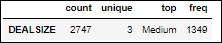 count unique top freq
DEALSIZE 2747 3 Medium 1349